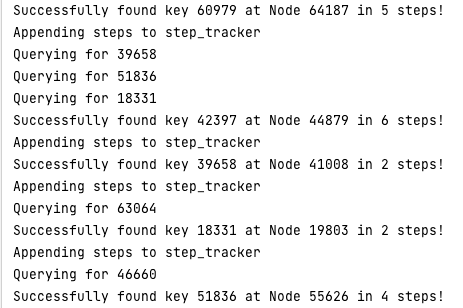 Successfully found key 60979 at Node 64187 in 5 steps!
Appending steps to step_tracker
Querying for 39658
Querying for 51836
Querying for 18331
Successfully found key 42397 at Node 44879 in 6 steps!
Appending steps to step_tracker
Successfully found key 39658 at Node 41008 in 2 steps!
Appending steps to step_tracker
Querying for 63064
Successfully found key 18331 at Node 19803 in 2 steps!
Appending steps to step_tracker
Querying for 46660
Successfully found key 51836 at Node 55626 in 4 steps!